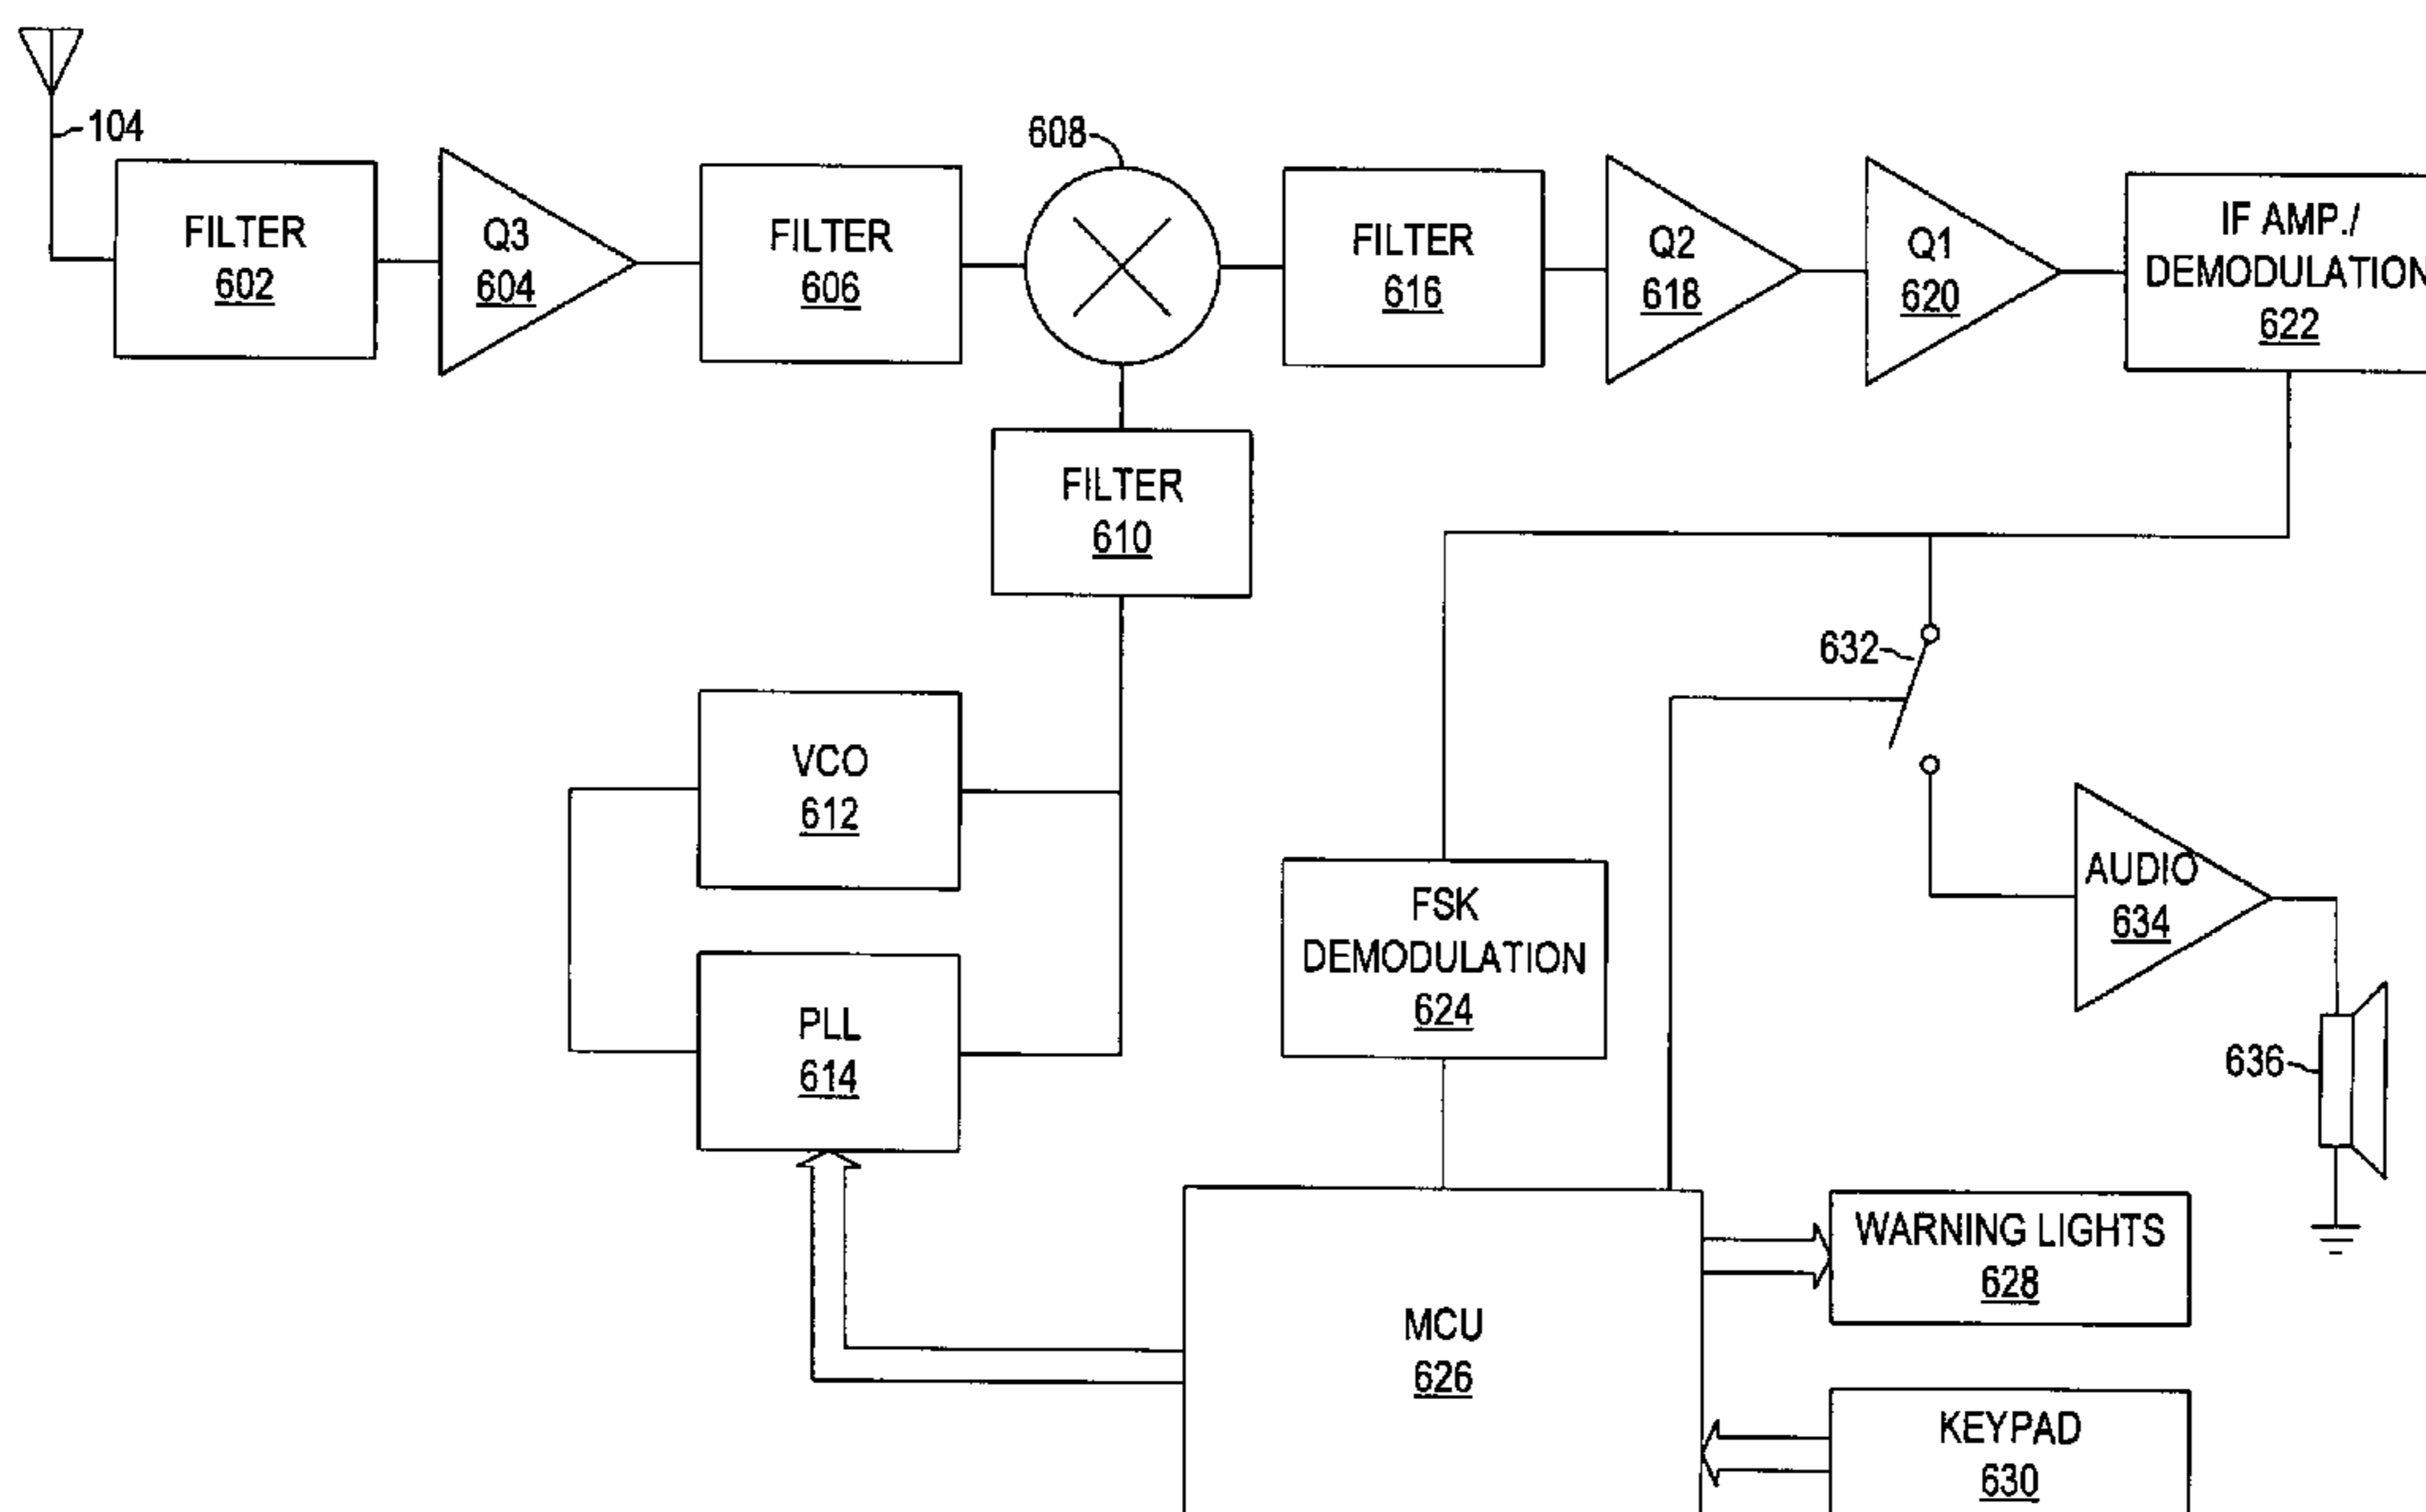 104
608
FILTER
602
Q3
604
FILTER
606
FILTER
616
Q2
618
Q1
620
IF AMP./
DEMODULATION
622
FILTER
610
632
VCO
612
FSK
DEMODULATION
624
AUDIO
634
PLL
614
636
WARNING LIGHTS
628
MCU
626
KEYPAD
630